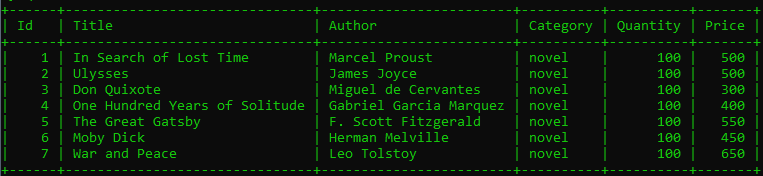 | Id | Title | Author | Category | Quantity | Price |
| 1 | In Search of Lost Time | Marcel Proust | novel | 100 | 500 |
| 2 | Ulysses | James Joyce | novel | 100 | 500 |
| 3 | Don Quixote | Miguel de Cervantes | novel | 100 | 300 |
| 4 | One Hundred Years of Solitude | Gabriel Garcia Marquez | novel | 100 | 400 |
| 5 | The Great Gatsby | F. Scott Fitzgerald | novel | 100 | 550 |
| 6 | Moby Dick | Herman Melville | novel | 100 | 450 |
| 7 | War and Peace | Leo Tolstoy | novel | 100 | 650 |